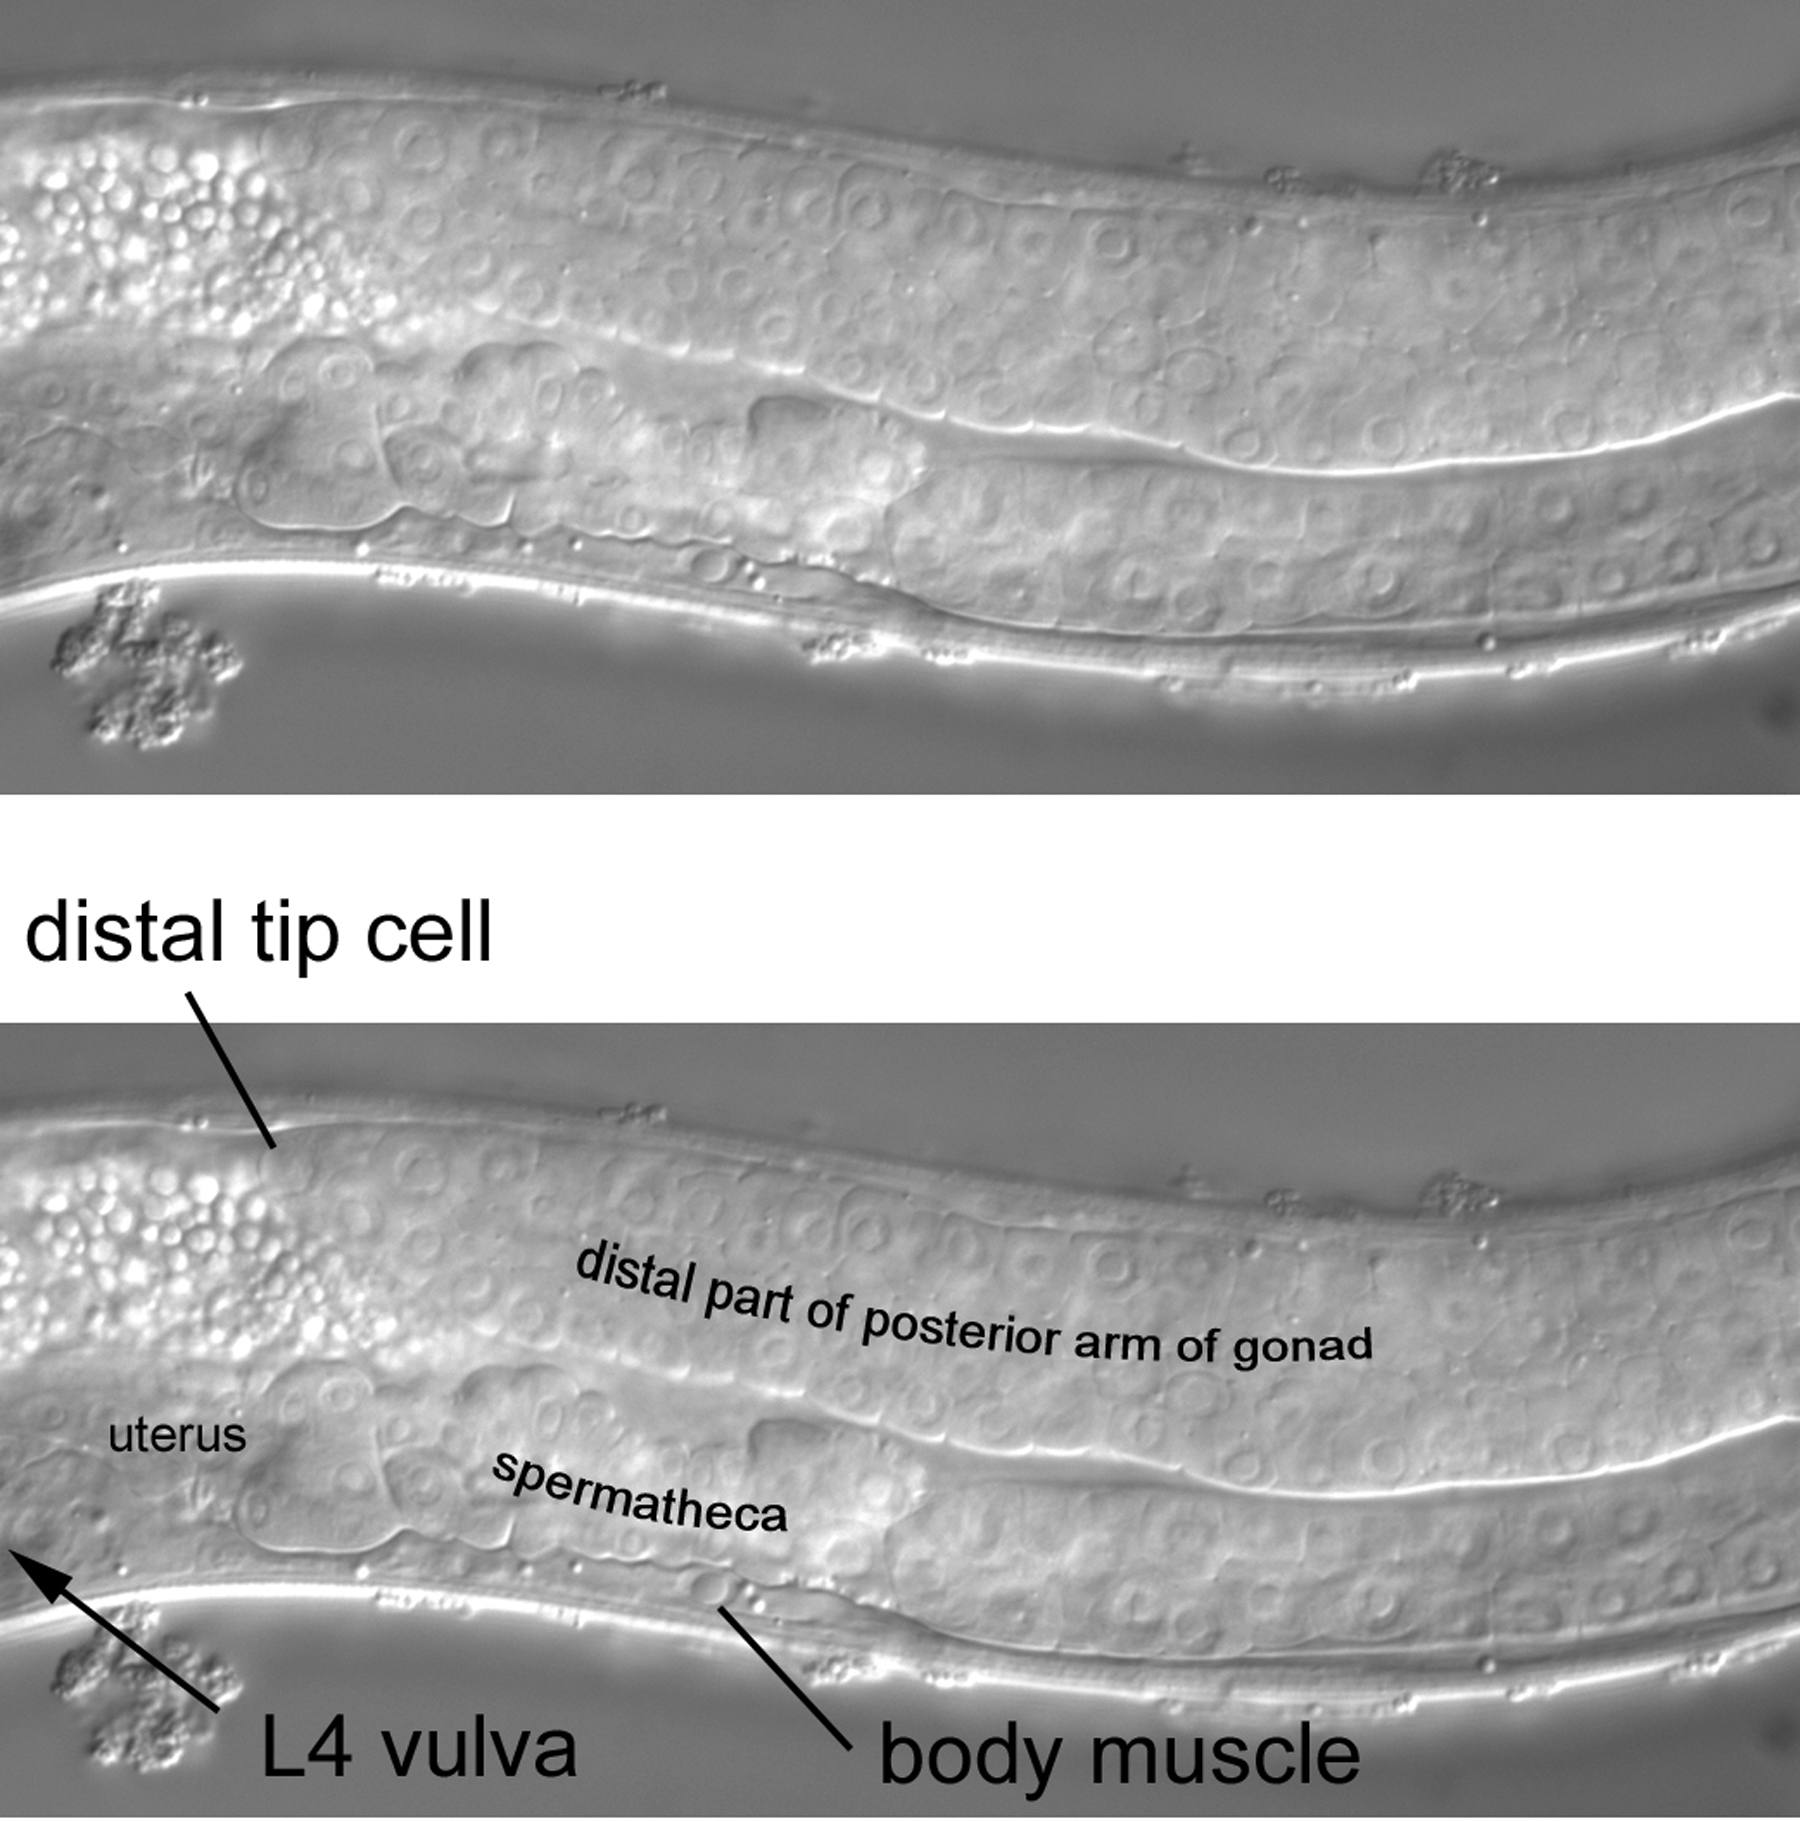 distal tip cell
distal part of posterior arm of gonad
uterus
spermatheca
L4 vulva
body muscle